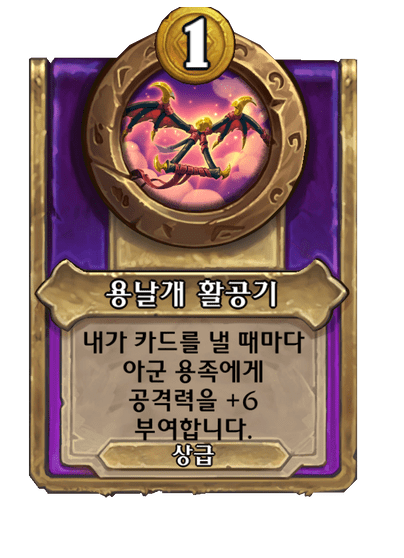 1
용날개 활공기
내가 카드를 낼 때마다
아군 용족에게
공격력을 +6
부여합니다.
상급